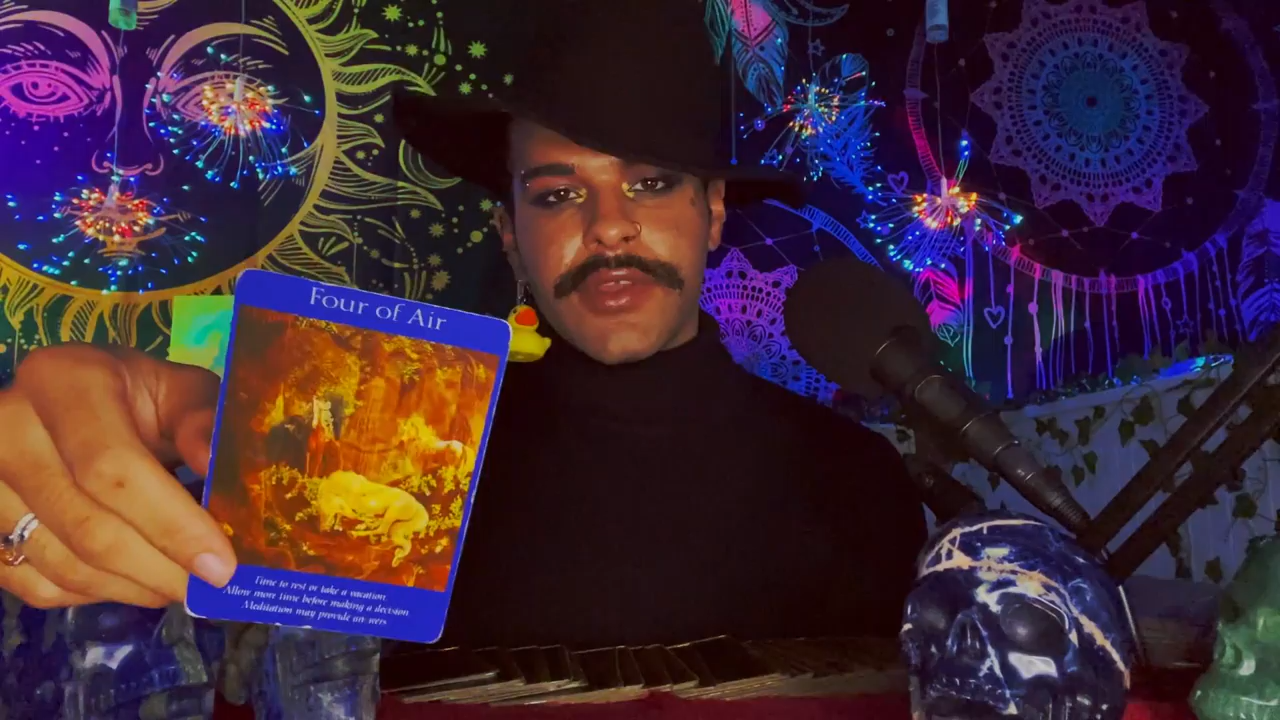 Four of Air
Time to rest or take a vacation.
Allow more time before making a decision.
Meditation may provide answers